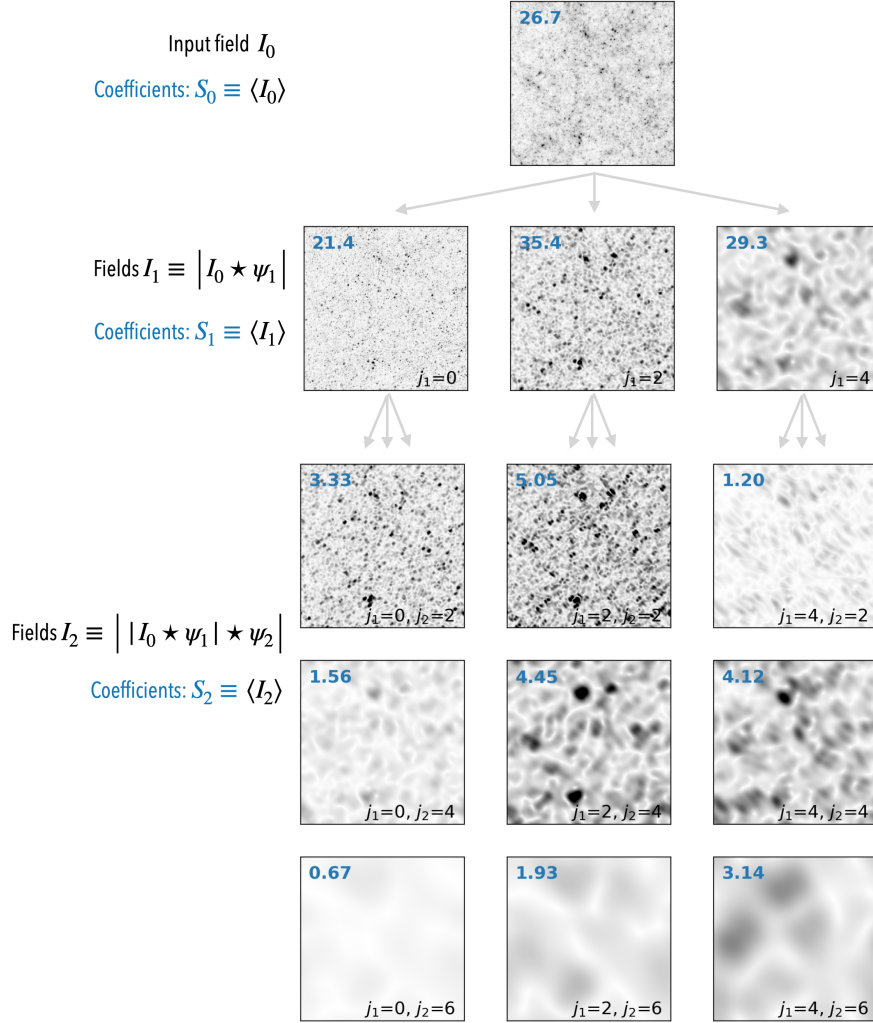 26.7
Input field I₀
Coefficients: S₀ ≡ ⟨I₀⟩
21.4 35.4 29.3
Fields I₁ ≡ |I₀ ⋆ ψ₁|
Coefficients: S₁ ≡ ⟨I₁⟩
j₁=0 j₁=2 j₁=4
3.33 5.05 1.20
j₁=0, j₂=2 j₁=2, j₂=2 j₁=4, j₂=2
Fields I₂ ≡ | |I₀ ⋆ ψ₁| ⋆ ψ₂|
1.56 4.45 4.12
Coefficients: S₂ ≡ ⟨I₂⟩
j₁=0, j₂=4 j₁=2, j₂=4 j₁=4, j₂=4
0.67 1.93 3.14
j₁=0, j₂=6 j₁=2, j₂=6 j₁=4, j₂=6